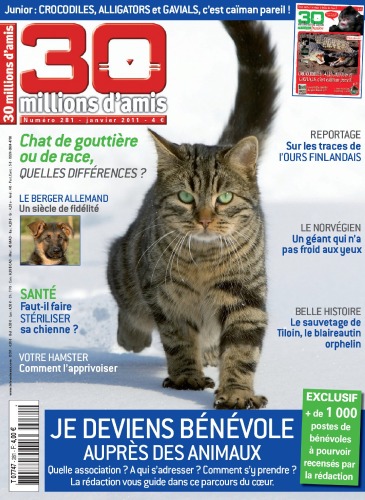 Junior : CROCODILES, ALLIGATORS et GAVIALS, c'est caïman pareil !
30 millions d'amis
30
millions d'amis
Numéro 281 - janvier 2011 - 4 €
Chat de gouttière
ou de race,
QUELLES DIFFÉRENCES ?
LE BERGER ALLEMAND
Un siècle de fidélité
SANTÉ
Faut-il faire
STÉRILISER
sa chienne ?
VOTRE HAMSTER
Comment l'apprivoiser
REPORTAGE
Sur les traces de
l'OURS FINLANDAIS
LE NORVÉGIEN
Un géant qui n'a
pas froid aux yeux
BELLE HISTOIRE
Le sauvetage de
Tiloin, le blaireautin
orphelin
EXCLUSIF
+ de 1 000
postes de
bénévoles
à pourvoir
recensés par
la rédaction
JE DEVIENS BÉNÉVOLE
AUPRÈS DES ANIMAUX
Quelle association ? A qui s'adresser ? Comment s'y prendre ?
La rédaction vous guide dans ce parcours du cœur.